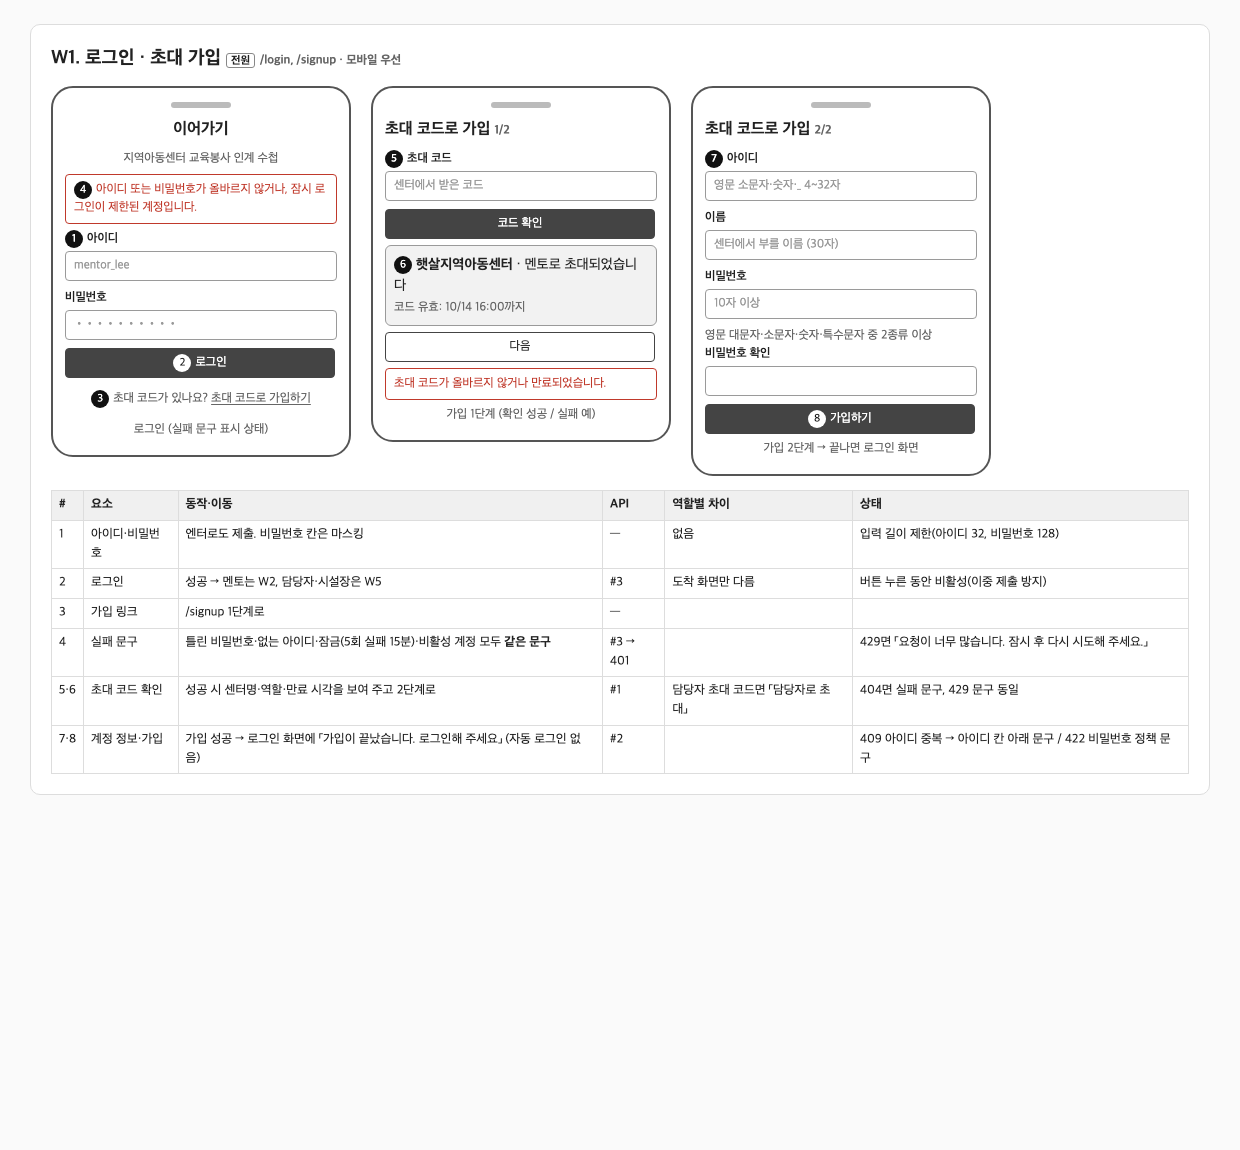 W1. 로그인 · 초대 가입 전원 /login, /signup · 모바일 우선
이어가기
지역아동센터 교육봉사 인계 수첩
4 아이디 또는 비밀번호가 올바르지 않거나, 잠시 로
그인이 제한된 계정입니다.
1 아이디
mentor_lee
비밀번호
• • • • • • • • • •
2 로그인
3 초대 코드가 있나요? 초대 코드로 가입하기
로그인 (실패 문구 표시 상태)
초대 코드로 가입 1/2
5 초대 코드
센터에서 받은 코드
코드 확인
6 햇살지역아동센터 · 멘토로 초대되었습니
다
코드 유효: 10/14 16:00까지
다음
초대 코드가 올바르지 않거나 만료되었습니다.
가입 1단계 (확인 성공 / 실패 예)
초대 코드로 가입 2/2
7 아이디
영문 소문자·숫자·_ 4~32자
이름
센터에서 부를 이름 (30자)
비밀번호
10자 이상
영문 대문자·소문자·숫자·특수문자 중 2종류 이상
비밀번호 확인
8 가입하기
가입 2단계 → 끝나면 로그인 화면
# 요소 동작·이동 API 역할별 차이 상태
1 아이디·비밀번
호 엔터로도 제출. 비밀번호 칸은 마스킹 — 없음 입력 길이 제한(아이디 32, 비밀번호 128)
2 로그인 성공 → 멘토는 W2, 담당자·시설장은 W5 #3 도착 화면만 다름 버튼 누른 동안 비활성(이중 제출 방지)
3 가입 링크 /signup 1단계로 —
4 실패 문구 틀린 비밀번호·없는 아이디·잠금(5회 실패 15분)·비활성 계정 모두 같은 문구 #3 →
401 429면 「요청이 너무 많습니다. 잠시 후 다시 시도해 주세요.」
5·6 초대 코드 확인 성공 시 센터명·역할·만료 시각을 보여 주고 2단계로 #1 담당자 초대 코드면 「담당자로 초
대」 404면 실패 문구, 429 문구 동일
7·8 계정 정보·가입 가입 성공 → 로그인 화면에 「가입이 끝났습니다. 로그인해 주세요」 (자동 로그인 없
음) #2 409 아이디 중복 → 아이디 칸 아래 문구 / 422 비밀번호 정책 문
구